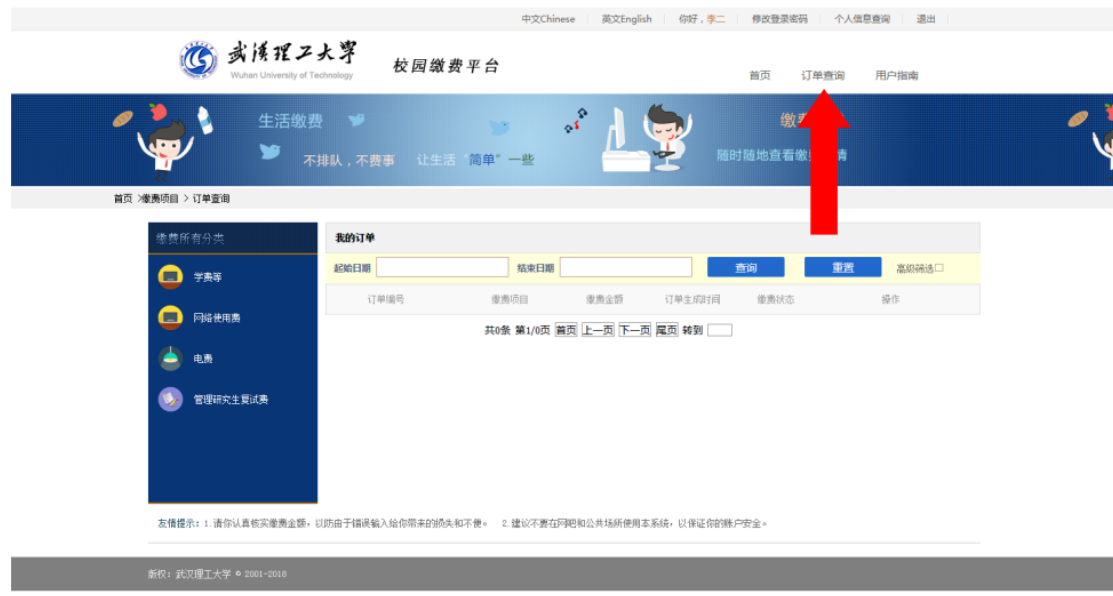 中文Chinese 英文English 你好，李二 修改登录密码 个人信息查询 退出
武汉理工大学
Wuhan University of Technology
校园缴费平台
首页 订单查询 用户指南
生活缴费
不排队，不费事 让生活“简单”一些
缴费
随时随地查看缴 情
首页 >缴费项目 > 订单查询
缴费所有分类
学费等
网络使用费
电费
管理研究生复试费
我的订单
起始日期 结束日期 查询 重置 高级筛选
订单编号 缴费项目 缴费金额 订单生成时间 缴费状态 操作
共0条 第1/0页 首页 上一页 下一页 尾页 转到
友情提示：1.请你认真核实缴费金额，以防由于错误输入给你带来的损失和不便。 2.建议不要在网吧和公共场所使用本系统，以保证你的账户安全。
版权：武汉理工大学 © 2001-2018